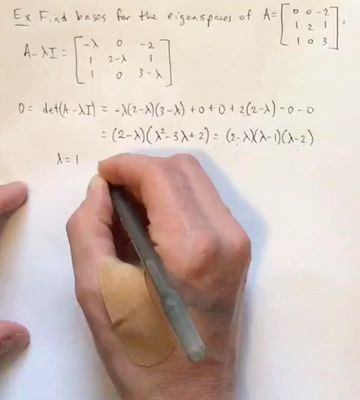 Ex Find bases for the eigenspaces of A = [0 0 -2; 1 2 1; 1 0 3].
A-λI = [-λ 0 -2; 1 2-λ 1; 1 0 3-λ]
0 = det(A-λI) = -λ(2-λ)(3-λ) + 0 + 0 + 2(2-λ) - 0 - 0
= (2-λ)(λ²-3λ+2) = (2-λ)(λ-1)(λ-2)
λ=1